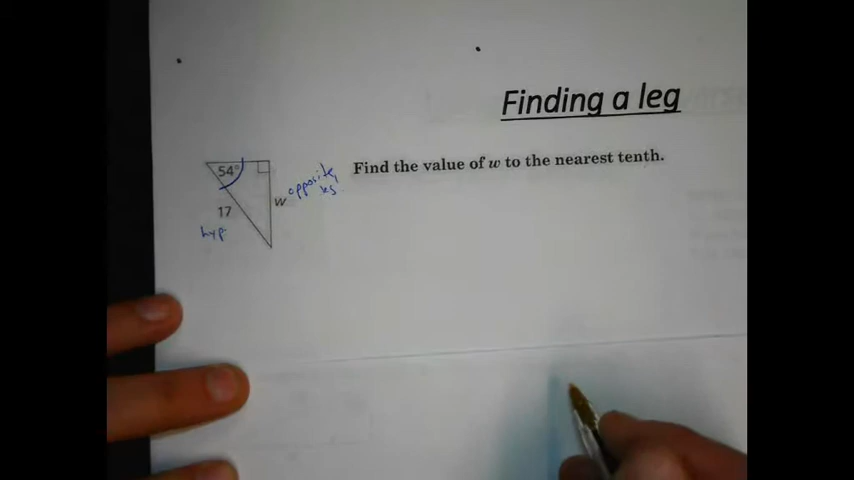 Finding a leg
Find the value of w to the nearest tenth.
54°
opposite,
w
17
hyp